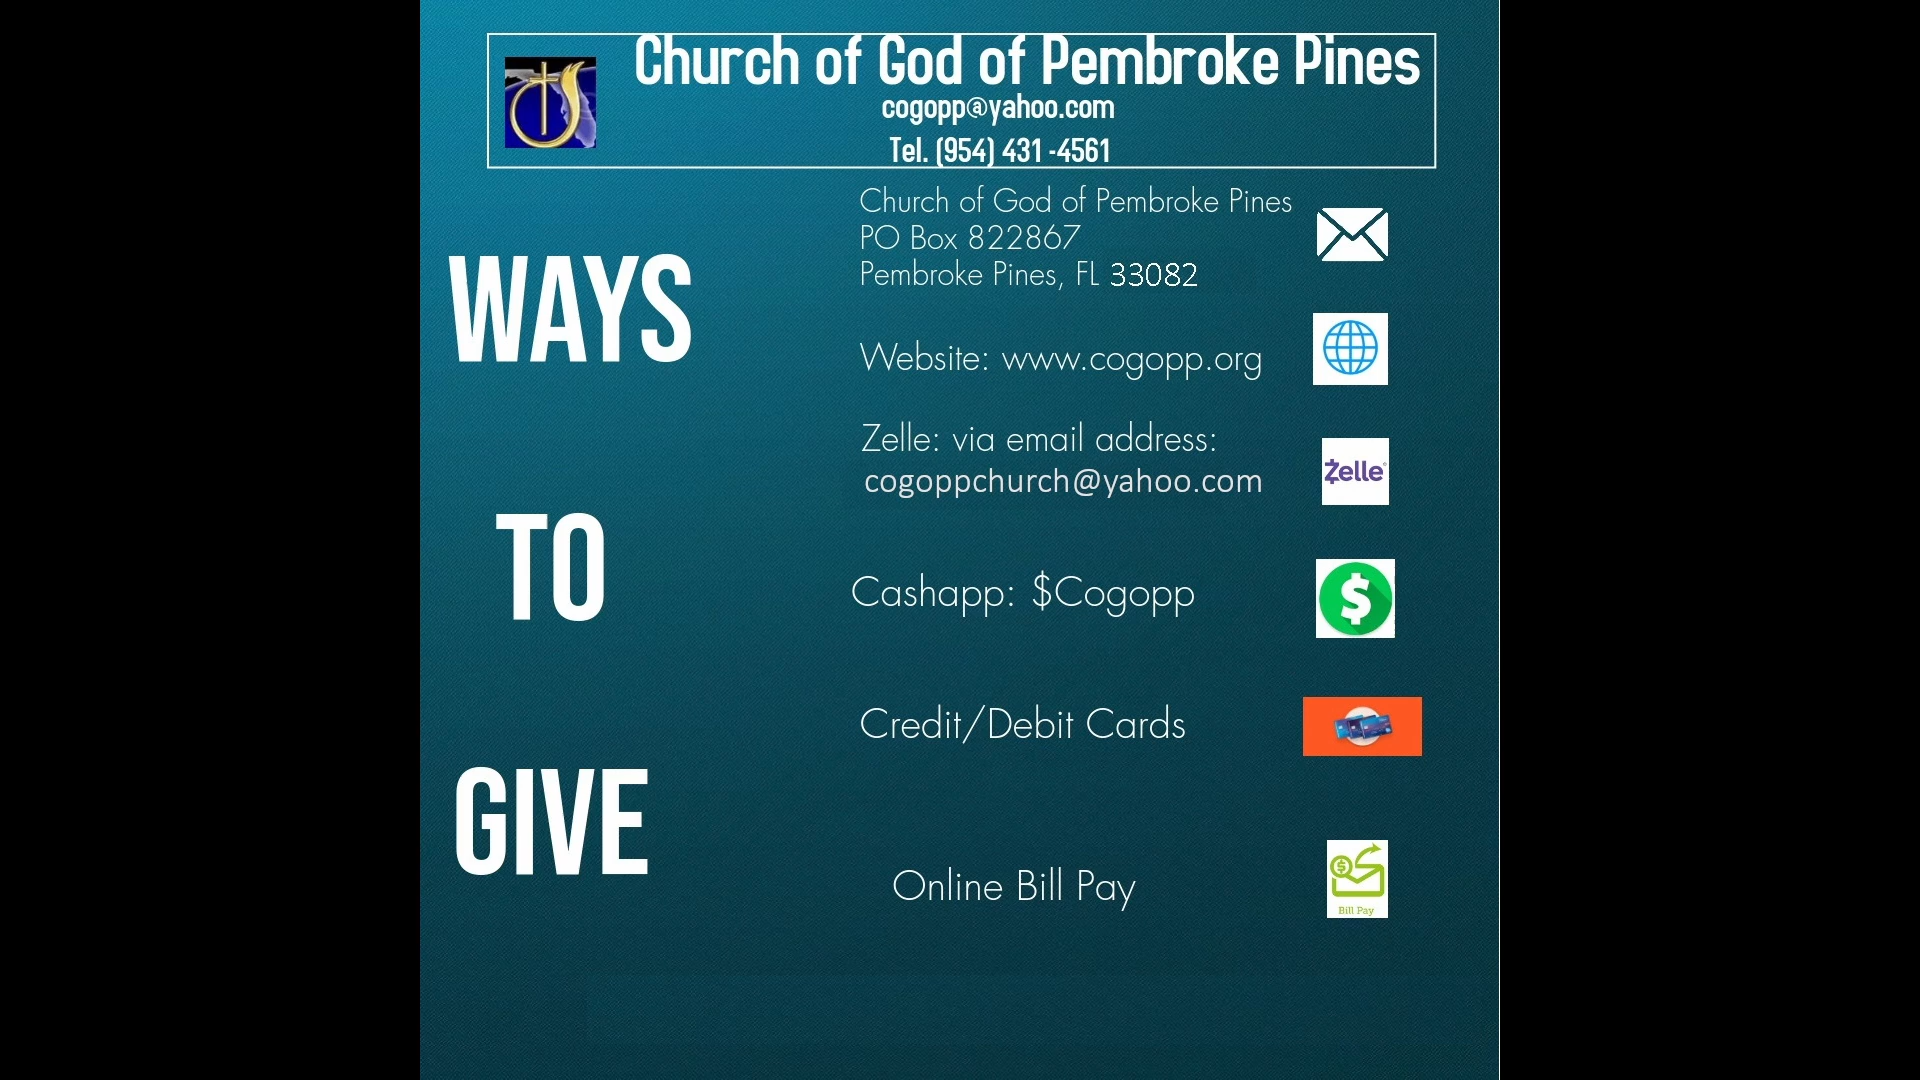 Church of God of Pembroke Pines
cogopp@yahoo.com
Tel. (954) 431 -4561
WAYS
TO
GIVE
Church of God of Pembroke Pines
PO Box 822867
Pembroke Pines, FL 33082
Website: www.cogopp.org
Zelle: via email address:
cogoppchurch@yahoo.com
Zelle
Cashapp: $Cogopp
$
Credit/Debit Cards
Online Bill Pay
$
Bill Pay